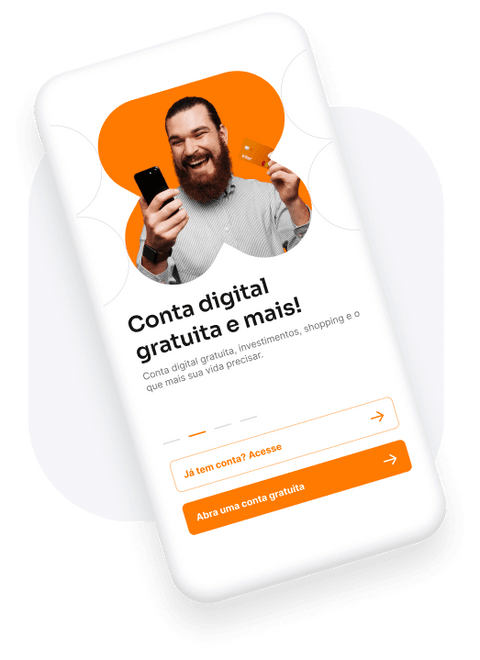 inter
Conta digital
gratuita e mais!
Conta digital gratuita, investimentos, shopping e o
que mais sua vida precisar.
Já tem conta? Acesse
Abra uma conta gratuita